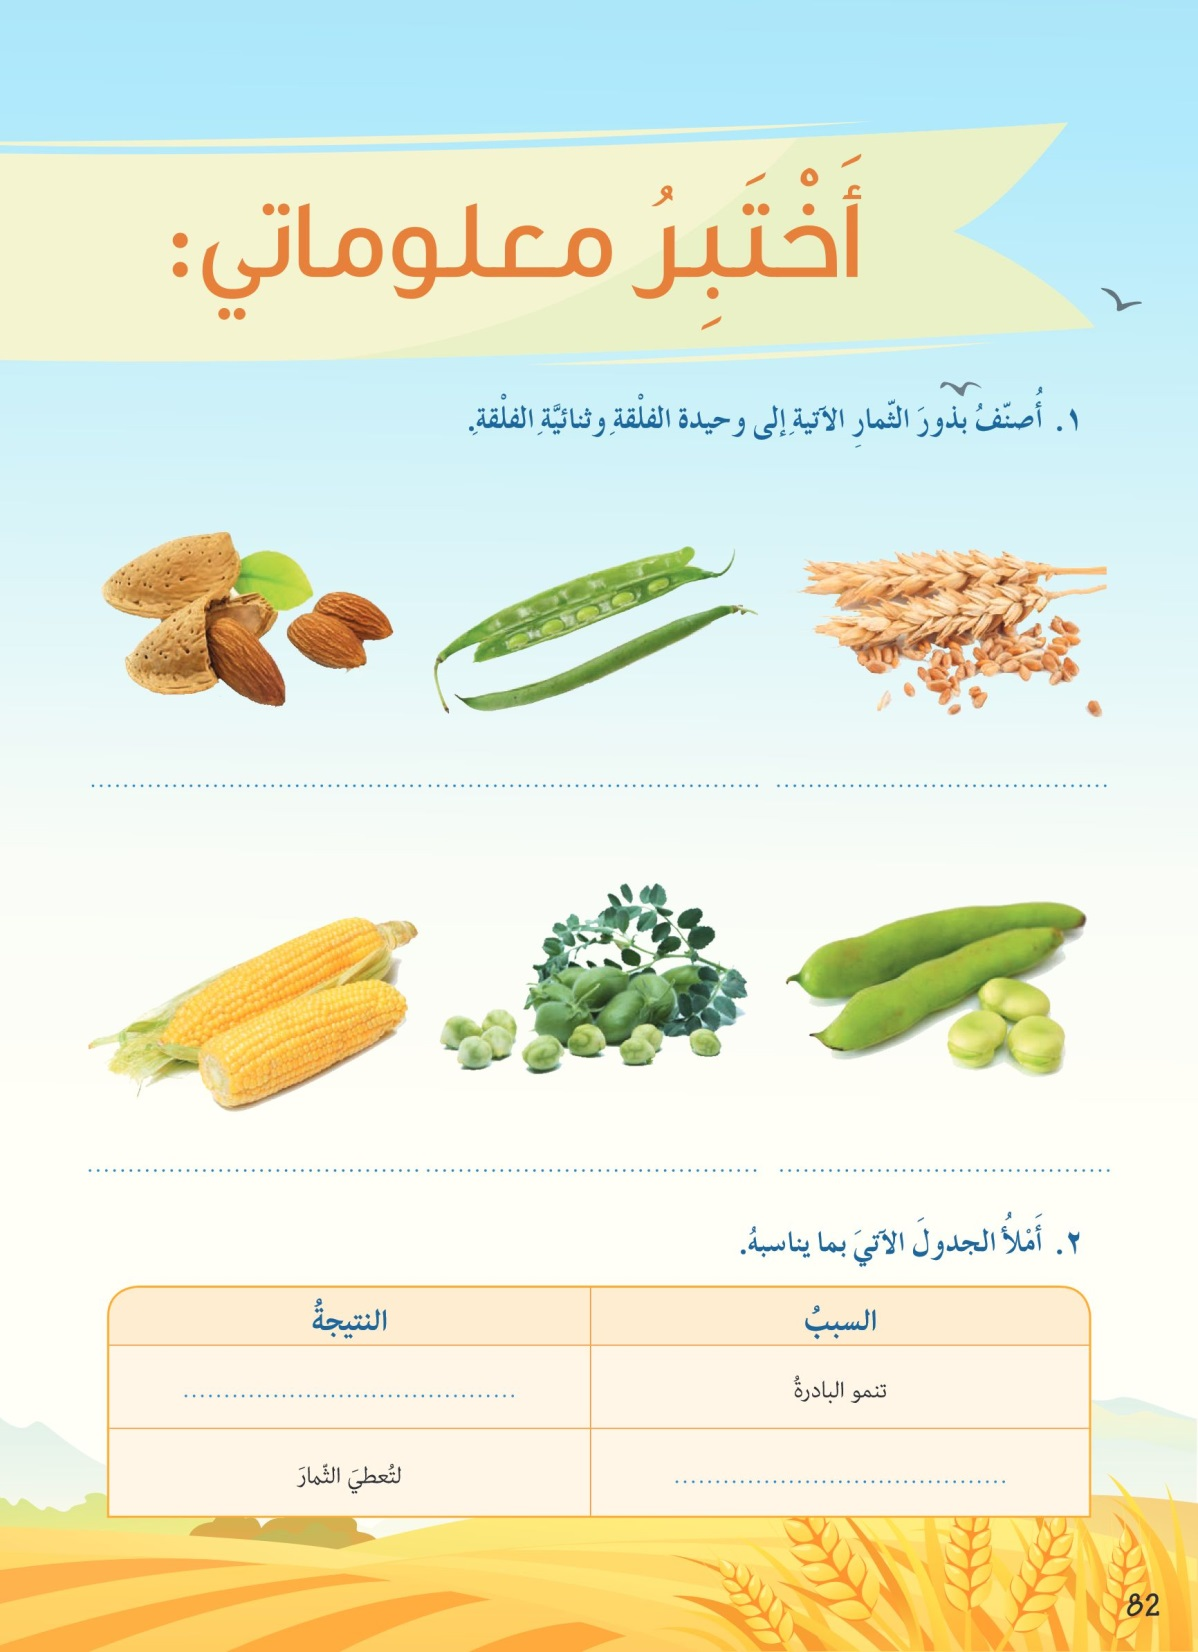 أَخْتَبِرُ معلوماتي:
١. أُصنّفُ بذورَ الثّمارِ الآتيةِ إلى وحيدة الفلْقةِ وثنائيَّةِ الفلْقةِ.
٢. أَمْلأُ الجدولَ الآتيَ بما يناسبهُ.
السببُ النتيجةُ
تنمو البادرةُ
لتُعطيَ الثّمارَ
82